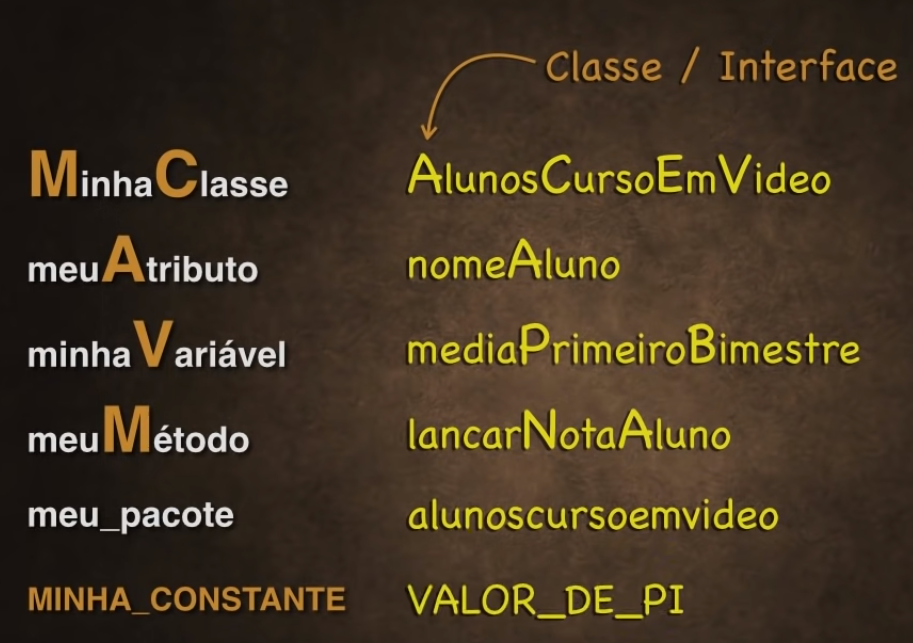 Classe / Interface
MinhaClasse AlunosCursoEmVideo
meuAtributo nomeAluno
minhaVariável mediaPrimeiroBimestre
meuMétodo lancarNotaAluno
meu_pacote alunoscursoemvideo
MINHA_CONSTANTE VALOR_DE_PI